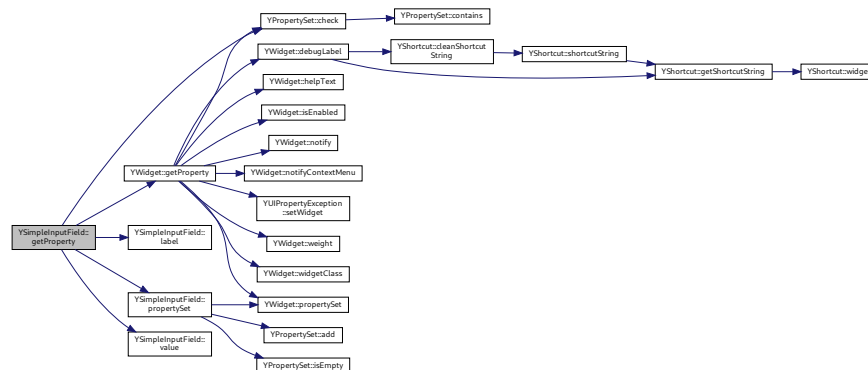 YPropertySet::check
YPropertySet::contains
YWidget::debugLabel
YShortcut::cleanShortcut
String
YShortcut::shortcutString
YShortcut::getShortcutString
YShortcut::widget
YWidget::helpText
YWidget::isEnabled
YWidget::notify
YWidget::getProperty
YWidget::notifyContextMenu
YUIPropertyException
::setWidget
YSimpleInputField::
getProperty
YSimpleInputField::
label
YWidget::weight
YWidget::widgetClass
YSimpleInputField::
propertySet
YWidget::propertySet
YPropertySet::add
YSimpleInputField::
value
YPropertySet::isEmpty